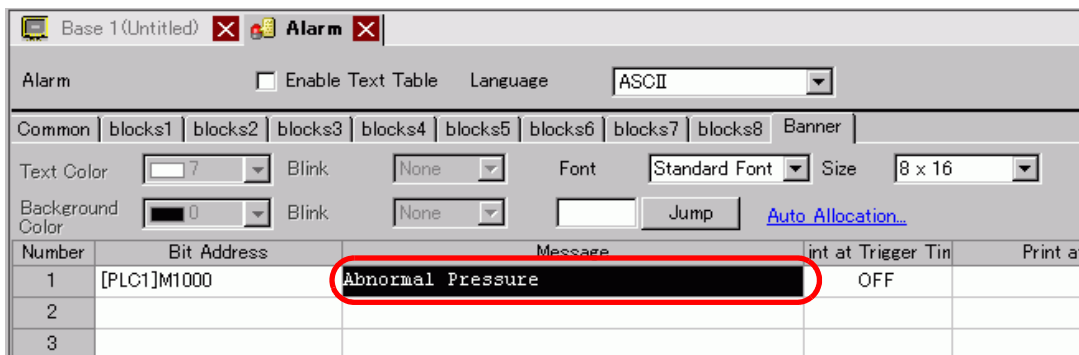 Base 1(Untitled) Alarm
Alarm Enable Text Table Language ASCII
Common blocks1 blocks2 blocks3 blocks4 blocks5 blocks6 blocks7 blocks8 Banner
Text Color 7 Blink None Font Standard Font Size 8 x 16
Background Color 0 Blink None Jump Auto Allocation...
Number Bit Address Message int at Trigger Tin Print a
1 [PLC1]M1000 Abnormal Pressure OFF
2
3